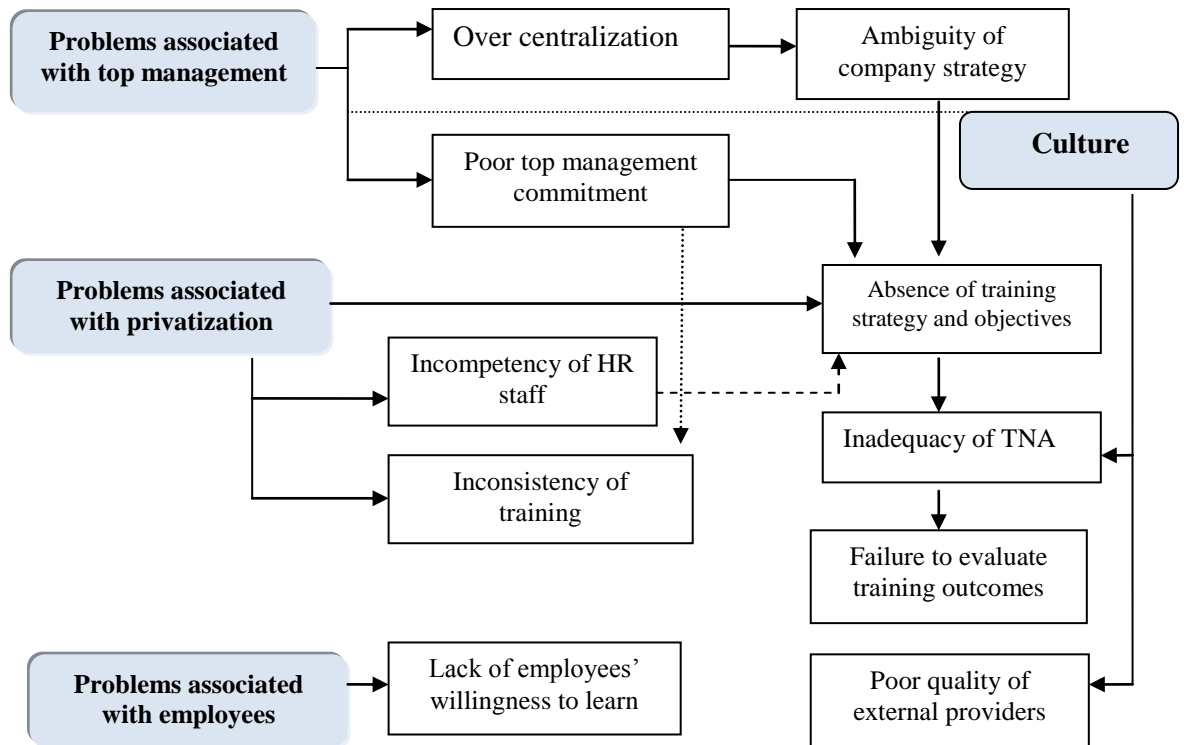 Problems associated
with top management
Over centralization
Ambiguity of
company strategy
Culture
Poor top management
commitment
Problems associated
with privatization
Absence of training
strategy and objectives
Incompetency of HR
staff
Inadequacy of TNA
Inconsistency of
training
Failure to evaluate
training outcomes
Problems associated
with employees
Lack of employees’
willingness to learn
Poor quality of
external providers